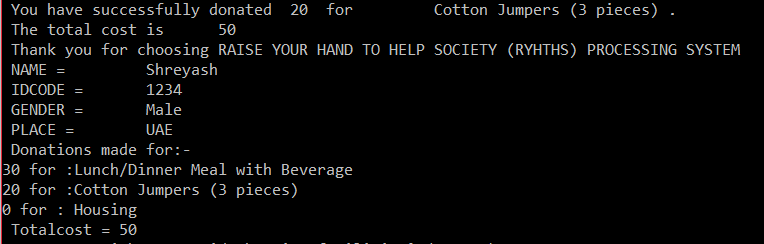 You have successfully donated  20  for         Cotton Jumpers (3 pieces) .
The total cost is      50
Thank you for choosing RAISE YOUR HAND TO HELP SOCIETY (RYHTHS) PROCESSING SYSTEM
NAME =         Shreyash
IDCODE =       1234
GENDER =       Male
PLACE =        UAE
Donations made for:-
30 for :Lunch/Dinner Meal with Beverage
20 for :Cotton Jumpers (3 pieces)
0 for : Housing
Totalcost = 50